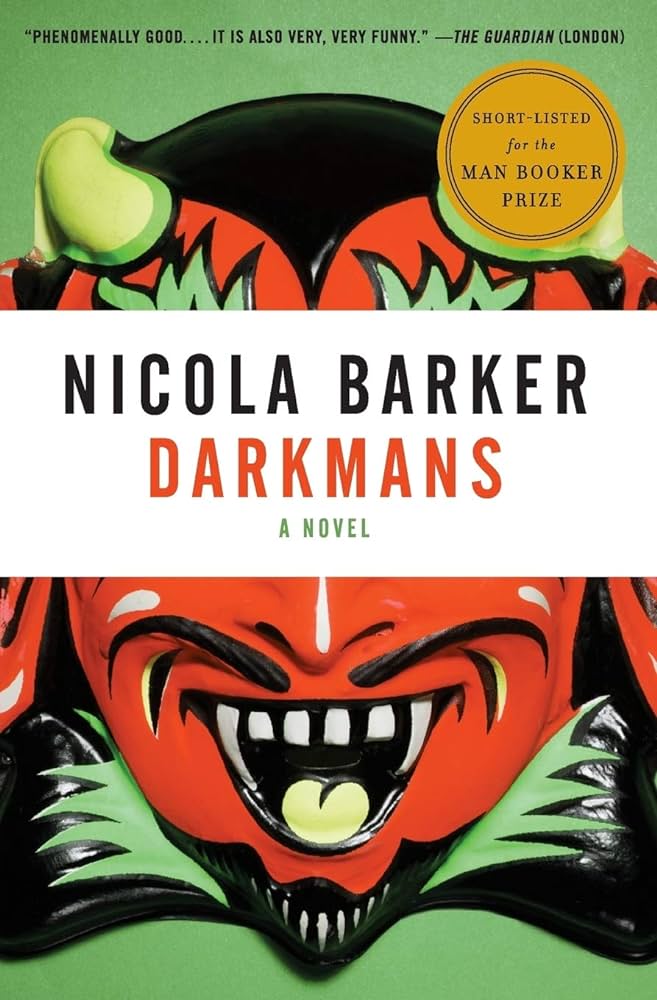 “PHENOMENALLY GOOD. . . . IT IS ALSO VERY, VERY FUNNY.” —THE GUARDIAN (LONDON)
SHORT-LISTED
for the
MAN BOOKER
PRIZE
NICOLA BARKER
DARKMANS
A NOVEL